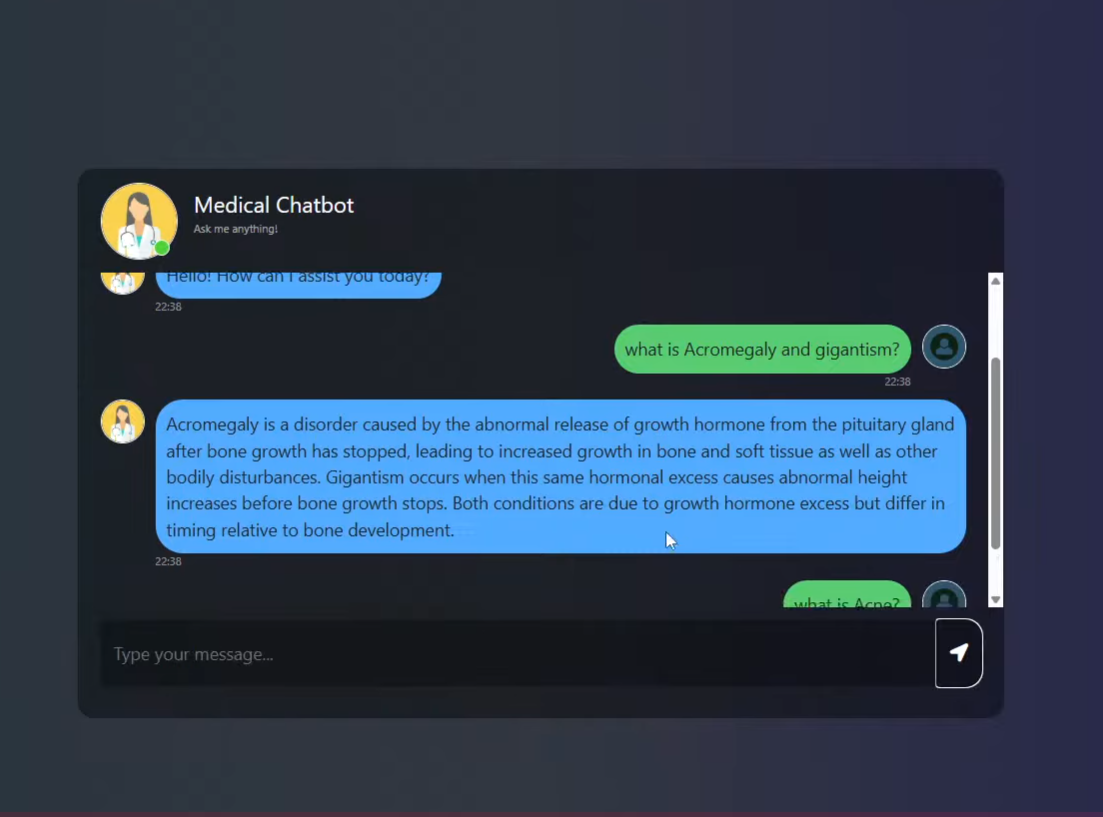 Medical Chatbot
Ask me anything!
Hello! How can I assist you today?
22:38
what is Acromegaly and gigantism?
22:38
Acromegaly is a disorder caused by the abnormal release of growth hormone from the pituitary gland
after bone growth has stopped, leading to increased growth in bone and soft tissue as well as other
bodily disturbances. Gigantism occurs when this same hormonal excess causes abnormal height
increases before bone growth stops. Both conditions are due to growth hormone excess but differ in
timing relative to bone development.
22:38
what is Acne?
Type your message...